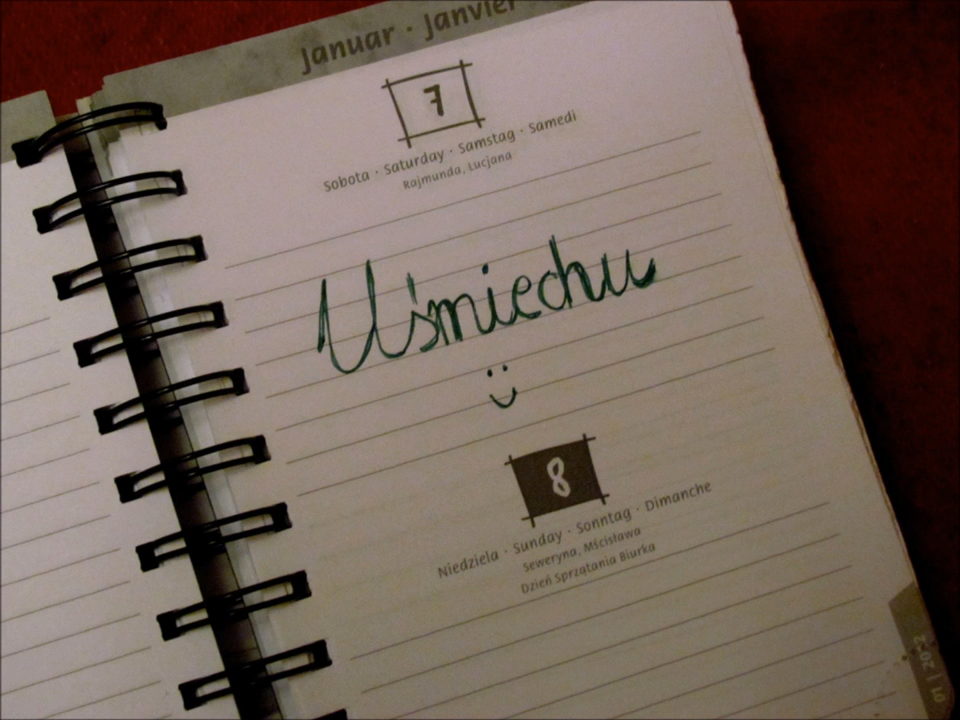 Januar · Janvier
7
Sobota · Saturday · Samstag · Samedi
Rajmunda, Lucjana
Uśmiechu
8
Niedziela · Sunday · Sonntag · Dimanche
Seweryna, Mścisława
Dzień Sprzątania Biurka
01 | 2012